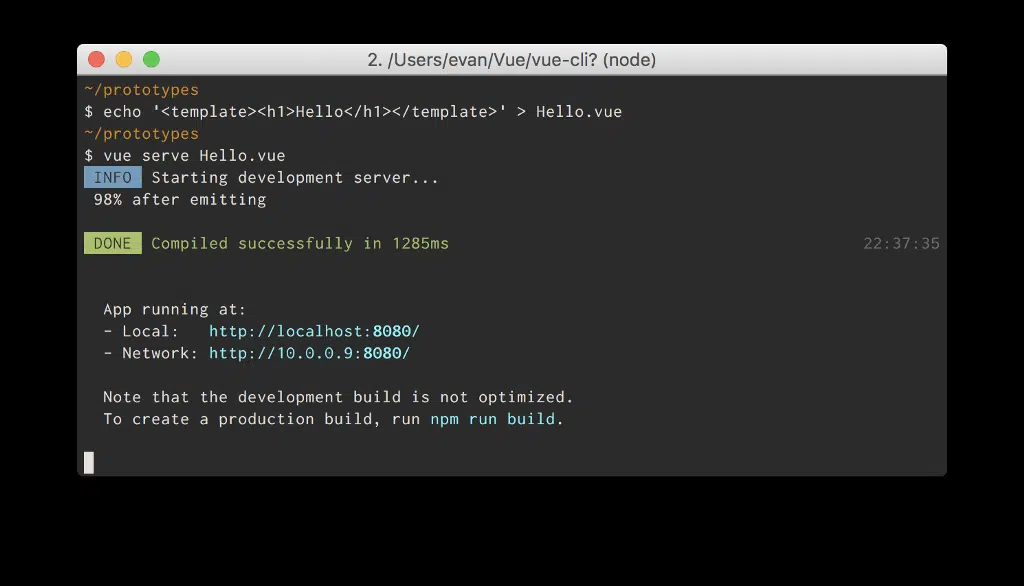 2. /Users/evan/Vue/vue-cli? (node)
~/prototypes
$ echo '<template><h1>Hello</h1></template>' > Hello.vue
~/prototypes
$ vue serve Hello.vue
INFO Starting development server...
98% after emitting
DONE Compiled successfully in 1285ms 22:37:35
App running at:
- Local: http://localhost:8080/
- Network: http://10.0.0.9:8080/
Note that the development build is not optimized.
To create a production build, run npm run build.